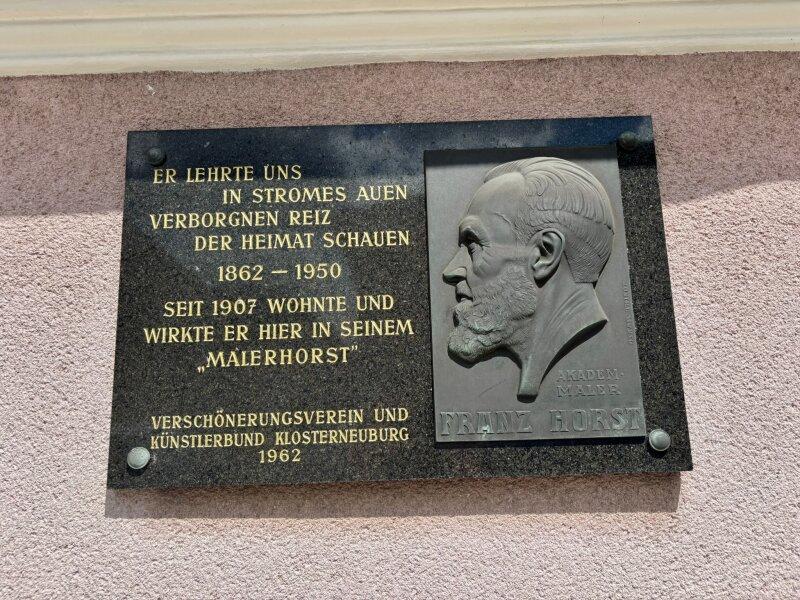 ER LEHRTE UNS
IN STROMES AUEN
VERBORGNEN REIZ
DER HEIMAT SCHAUEN
1862 – 1950
SEIT 1907 WOHNTE UND
WIRKTE ER HIER IN SEINEM
„MALERHORST"
VERSCHÖNERUNGSVEREIN UND
KÜNSTLERBUND KLOSTERNEUBURG
1962
AKADEM.
MALER
FRANZ HORST